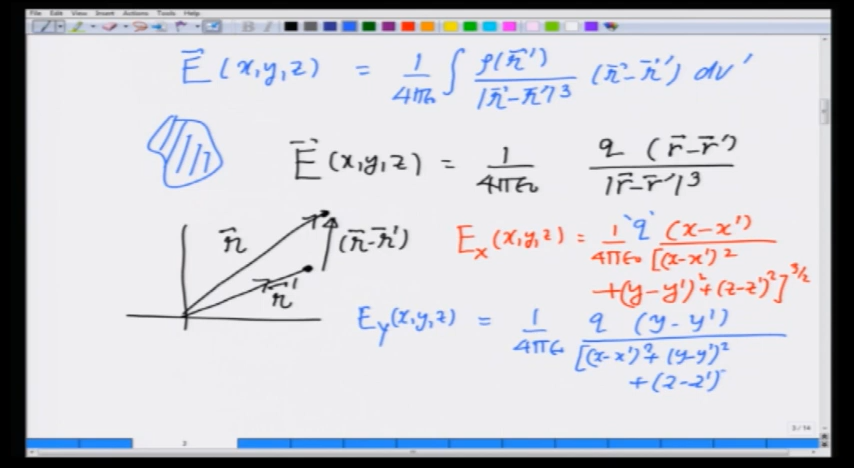 File Edit View Insert Actions Tools Help
E⃗ (x,y,z) = 1/4πε₀ ∫ ρ(r̄')/|r̄-r̄'|³ (r̄-r̄') dv'
E⃗ (x,y,z) = 1/4πε₀ q (r̄-r̄')/|r̄-r̄'|³
r̄
(r̄-r̄')
r̄'
Eₓ(x,y,z) = 1/4πε₀ q (x-x')/[(x-x')²
+(y-y')²+(z-z')²]^3/2
E_y(x,y,z) = 1/4πε₀ q (y-y')/[(x-x')²+(y-y')²
+(z-z')
2
3/14